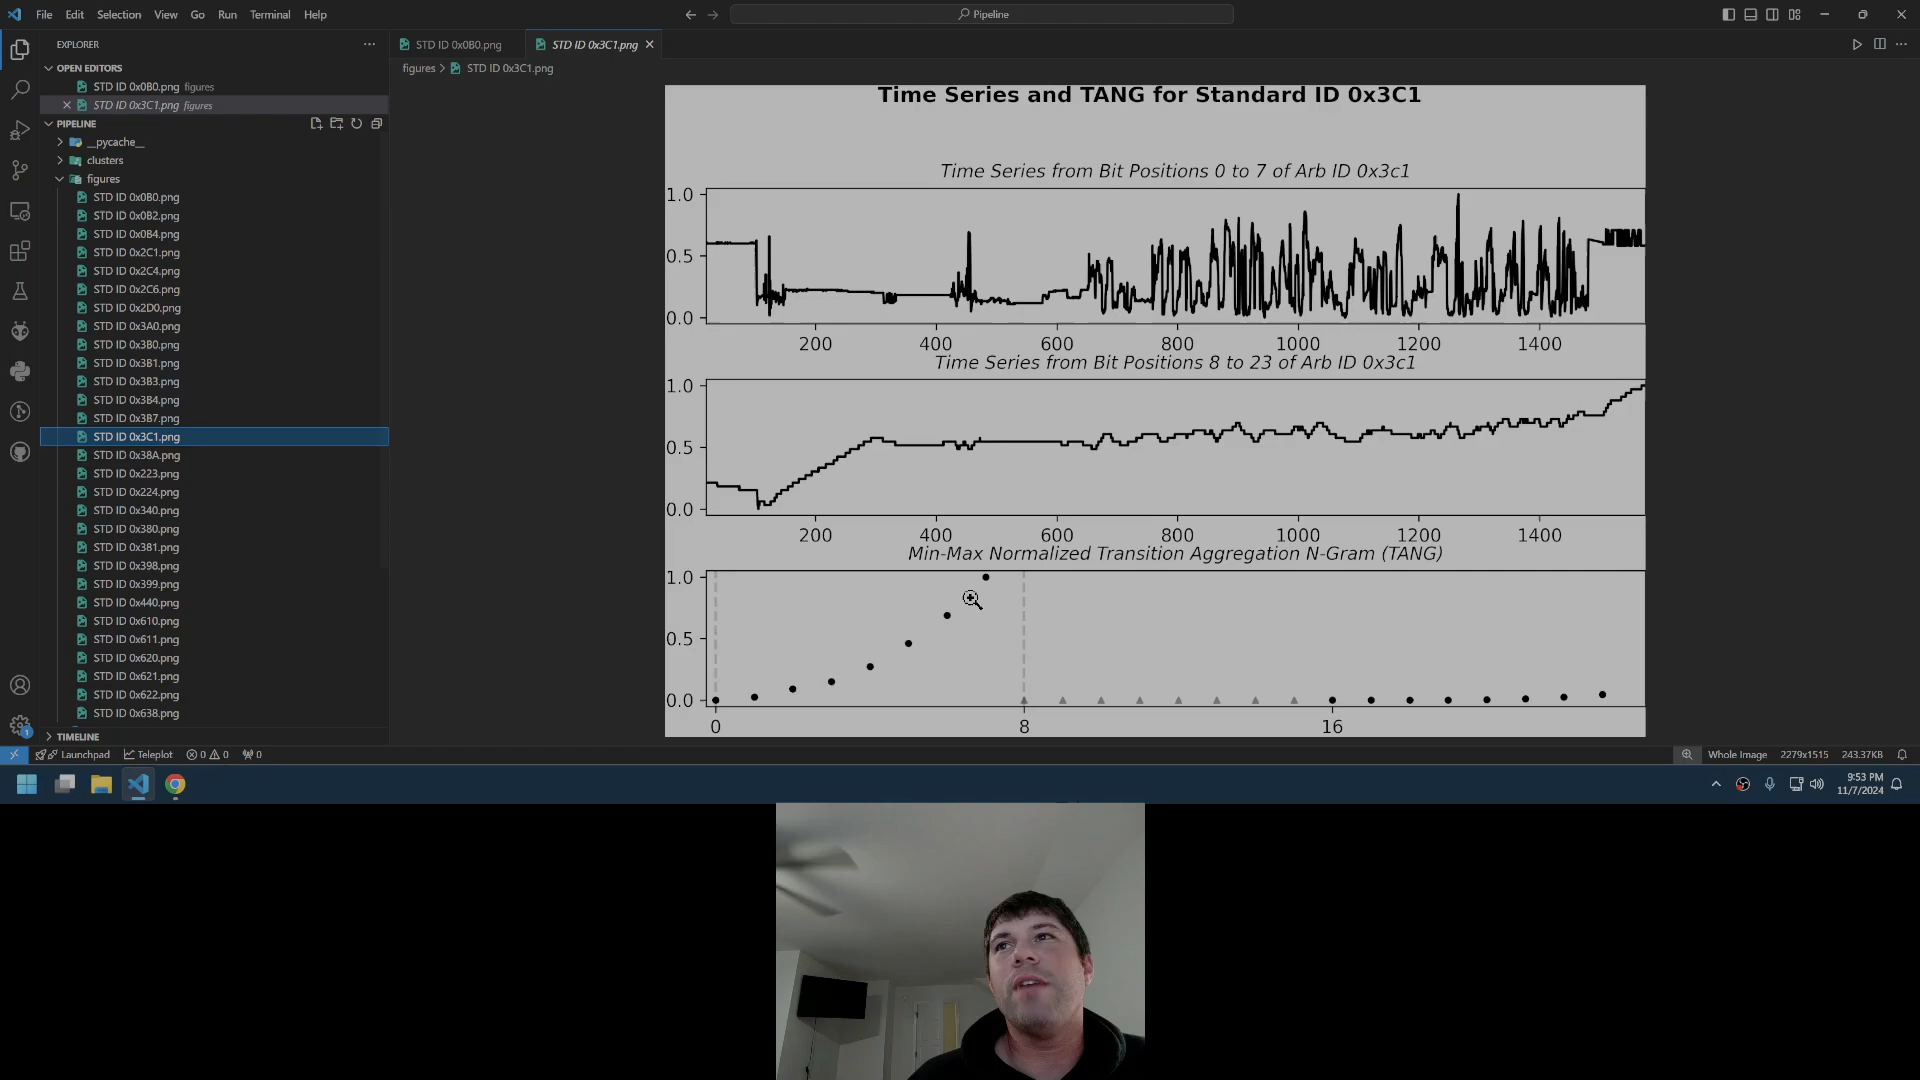 File Edit Selection View Go Run Terminal Help
Pipeline
EXPLORER
OPEN EDITORS
STD ID 0x0B0.png figures
STD ID 0x3C1.png figures
PIPELINE
__pycache__
clusters
figures
STD ID 0x0B0.png
STD ID 0x0B2.png
STD ID 0x0B4.png
STD ID 0x2C1.png
STD ID 0x2C4.png
STD ID 0x2C6.png
STD ID 0x2D0.png
STD ID 0x3A0.png
STD ID 0x3B0.png
STD ID 0x3B1.png
STD ID 0x3B3.png
STD ID 0x3B4.png
STD ID 0x3B7.png
STD ID 0x3C1.png
STD ID 0x38A.png
STD ID 0x223.png
STD ID 0x224.png
STD ID 0x340.png
STD ID 0x380.png
STD ID 0x381.png
STD ID 0x398.png
STD ID 0x399.png
STD ID 0x440.png
STD ID 0x610.png
STD ID 0x611.png
STD ID 0x620.png
STD ID 0x621.png
STD ID 0x622.png
STD ID 0x638.png
TIMELINE
STD ID 0x0B0.png STD ID 0x3C1.png
figures > STD ID 0x3C1.png
Time Series and TANG for Standard ID 0x3C1
Time Series from Bit Positions 0 to 7 of Arb ID 0x3c1
1.0
0.5
0.0
200 400 600 800 1000 1200 1400
Time Series from Bit Positions 8 to 23 of Arb ID 0x3c1
1.0
0.5
0.0
200 400 600 800 1000 1200 1400
Min-Max Normalized Transition Aggregation N-Gram (TANG)
1.0
0.5
0.0
0 8 16
1
Launchpad Teleplot 0 0 0
Whole Image 2279x1515 243.37KB
9:53 PM
11/7/2024